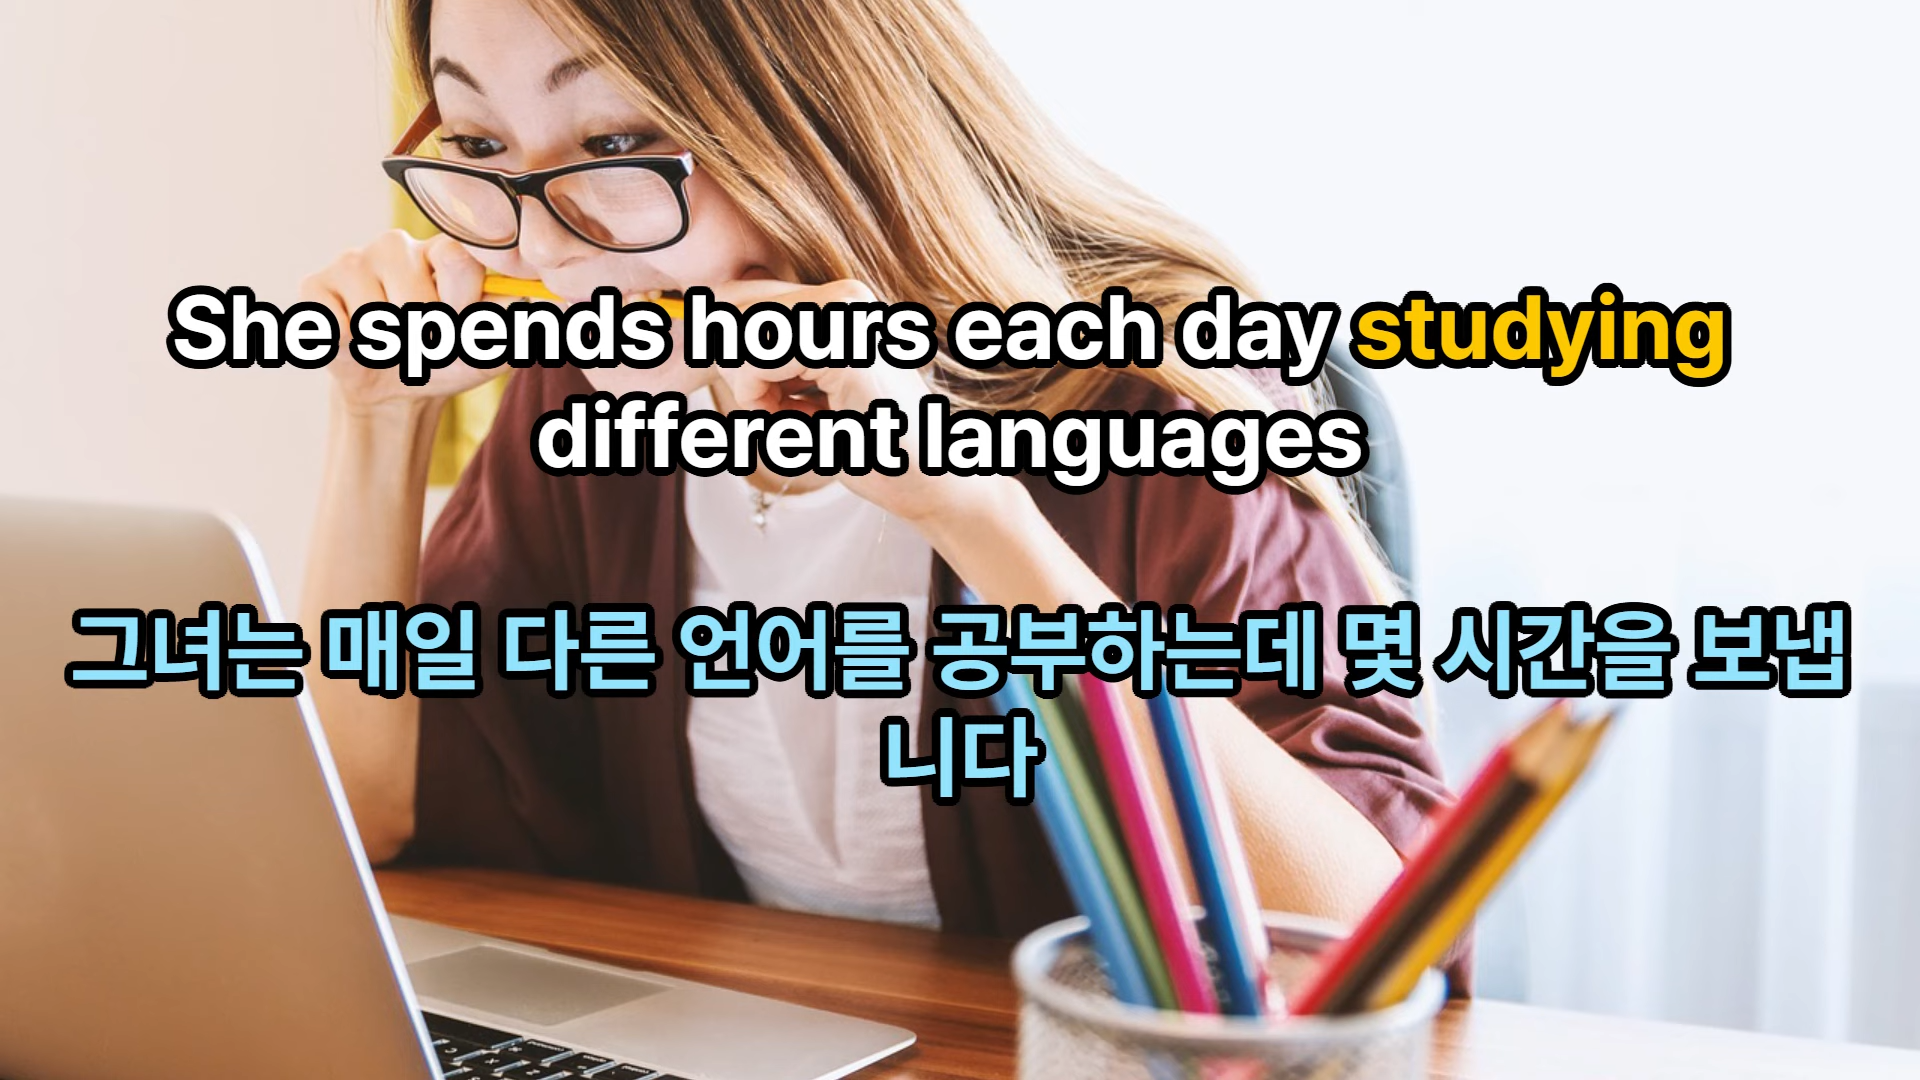 She spends hours each day studying
different languages
그녀는 매일 다른 언어를 공부하는데 몇 시간을 보냅
니다